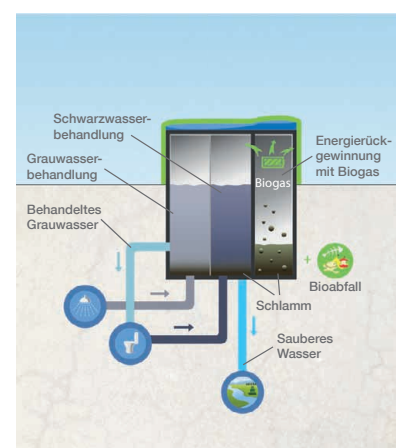 Schwarzwasser-
behandlung
Grauwasser-
behandlung
Behandeltes
Grauwasser
Biogas
Energierück-
gewinnung
mit Biogas
+
Bioabfall
Schlamm
Sauberes
Wasser